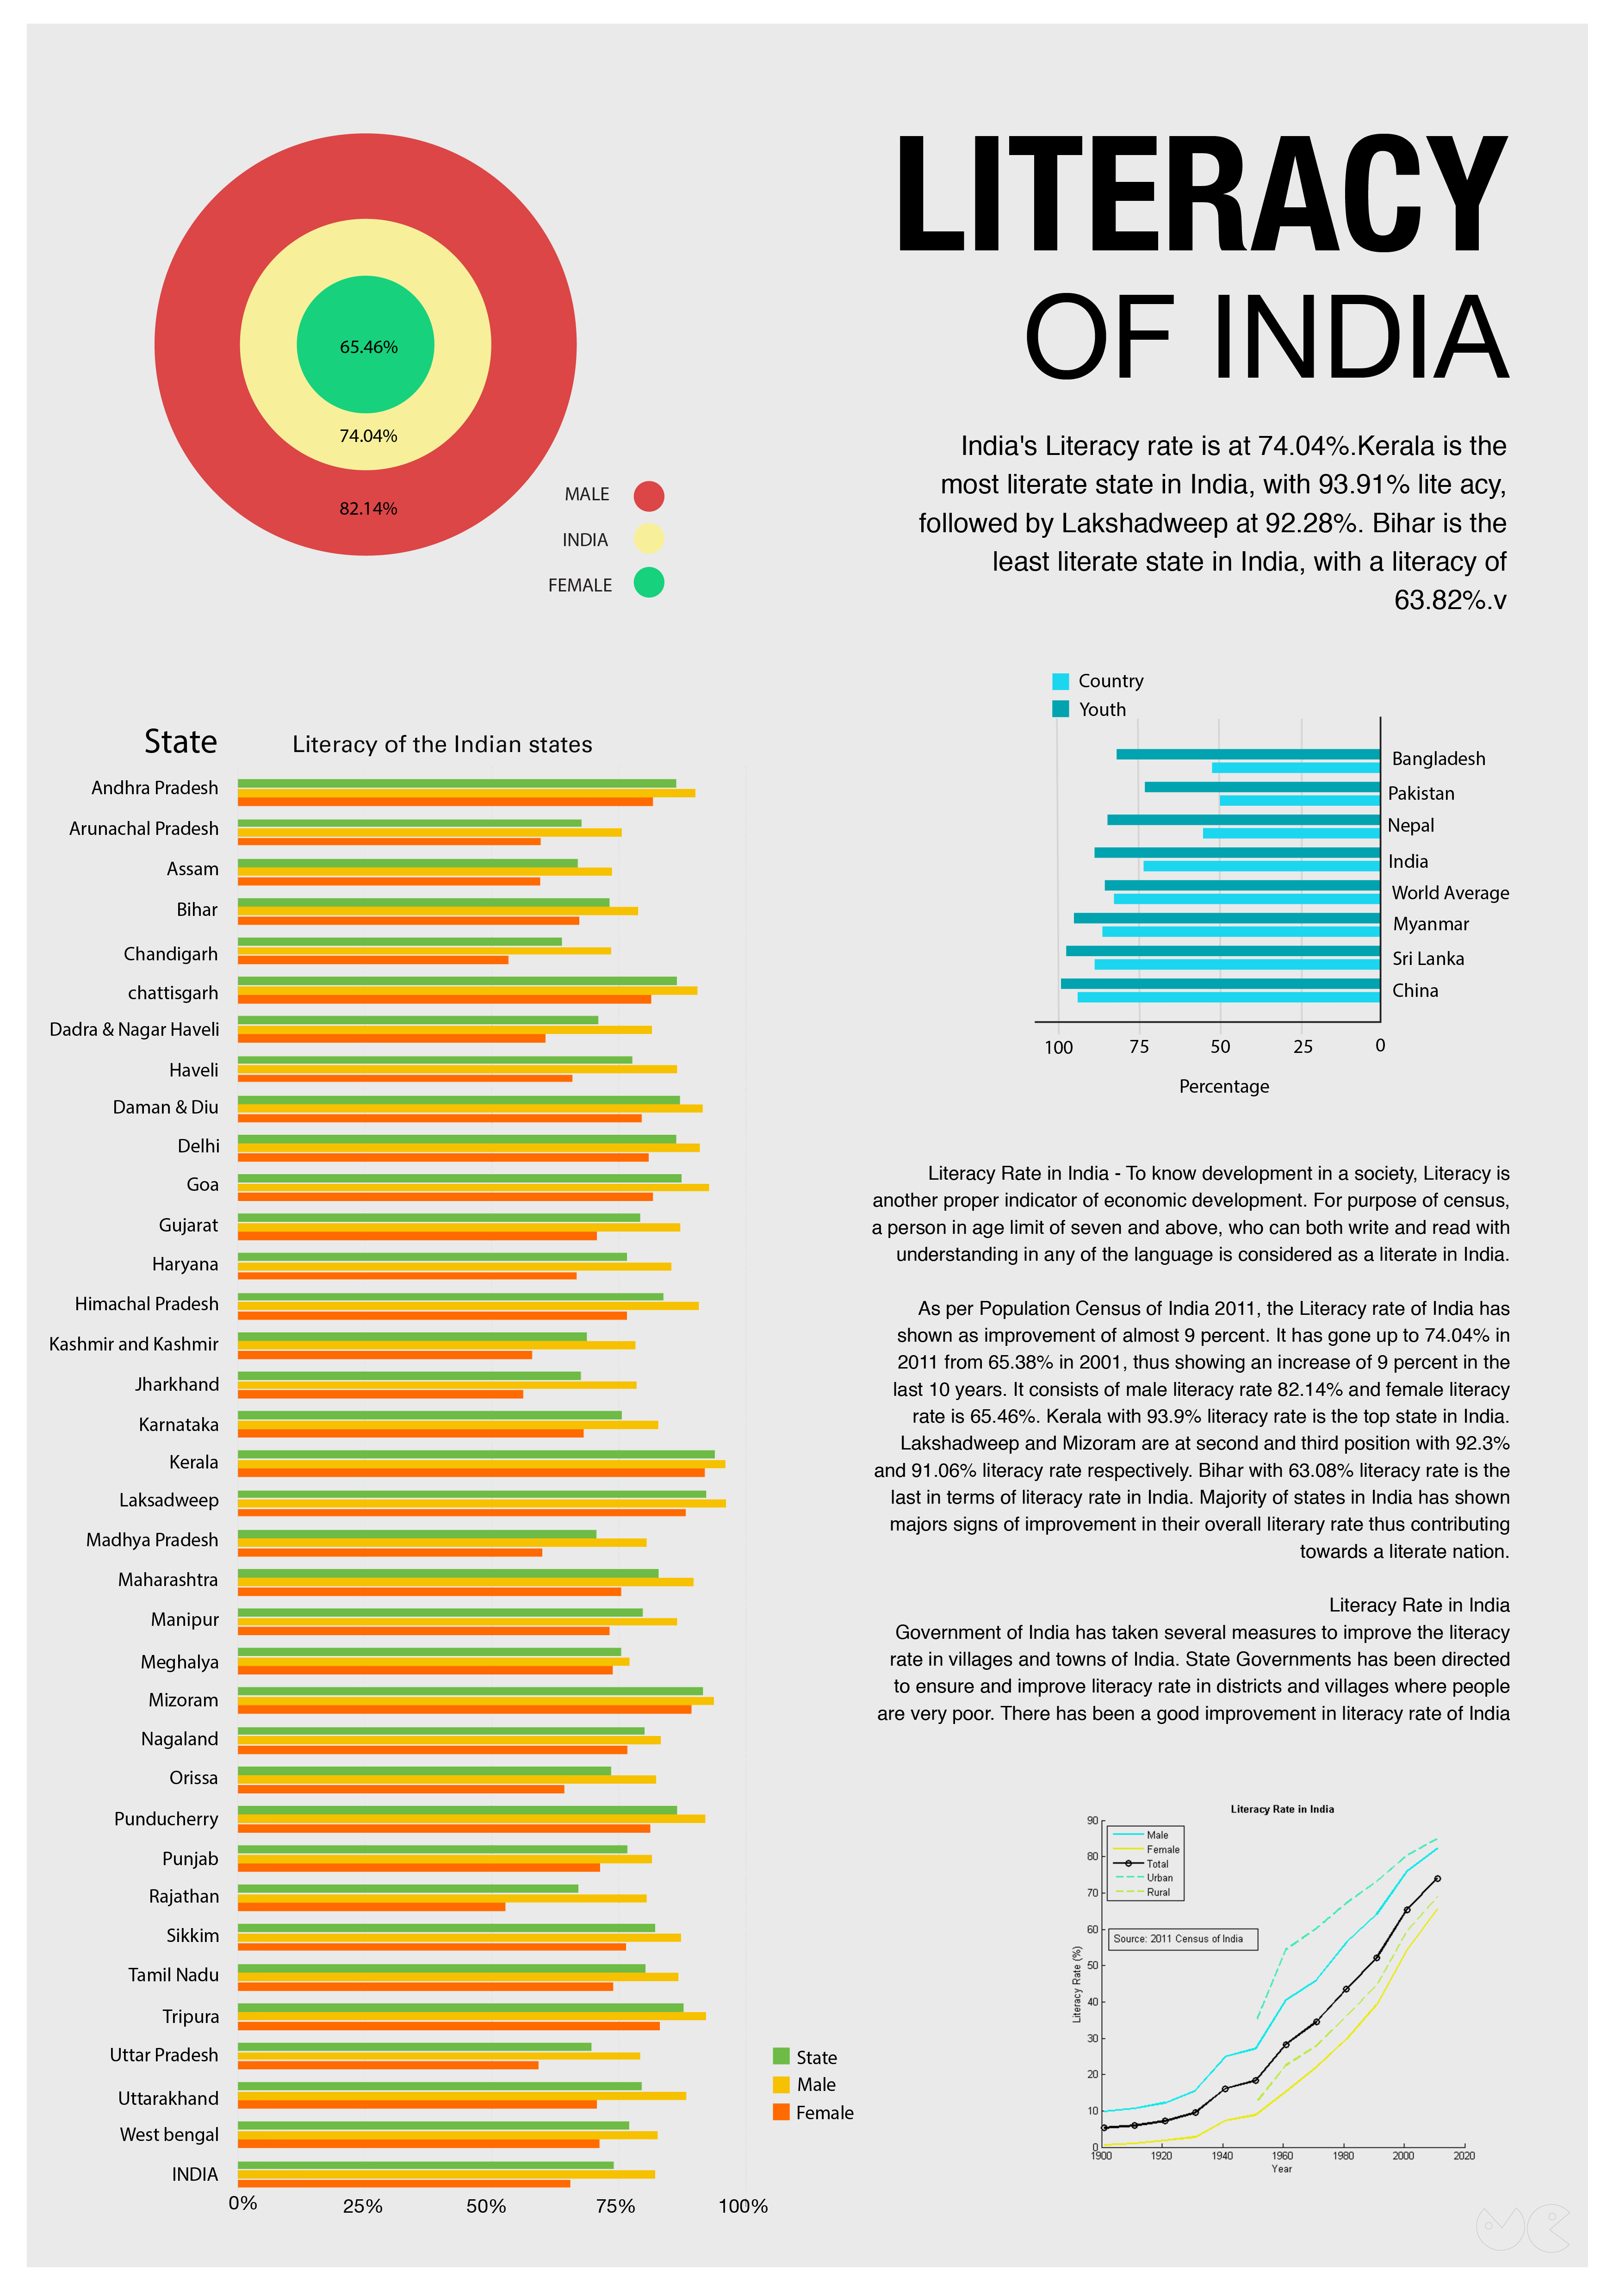 LITERACY
OF INDIA
India's Literacy rate is at 74.04%.Kerala is the
most literate state in India, with 93.91% lite acy,
followed by Lakshadweep at 92.28%. Bihar is the
least literate state in India, with a literacy of
63.82%.v
65.46%
74.04%
82.14%
MALE
INDIA
FEMALE
State
Literacy of the Indian states
Andhra Pradesh
Arunachal Pradesh
Assam
Bihar
Chandigarh
chattisgarh
Dadra & Nagar Haveli
Haveli
Daman & Diu
Delhi
Goa
Gujarat
Haryana
Himachal Pradesh
Kashmir and Kashmir
Jharkhand
Karnataka
Kerala
Laksadweep
Madhya Pradesh
Maharashtra
Manipur
Meghalya
Mizoram
Nagaland
Orissa
Punducherry
Punjab
Rajathan
Sikkim
Tamil Nadu
Tripura
Uttar Pradesh
Uttarakhand
West bengal
INDIA
0% 25% 50% 75% 100%
State
Male
Female
Country
Youth
Bangladesh
Pakistan
Nepal
India
World Average
Myanmar
Sri Lanka
China
100 75 50 25 0
Percentage
Literacy Rate in India - To know development in a society, Literacy is
another proper indicator of economic development. For purpose of census,
a person in age limit of seven and above, who can both write and read with
understanding in any of the language is considered as a literate in India.
As per Population Census of India 2011, the Literacy rate of India has
shown as improvement of almost 9 percent. It has gone up to 74.04% in
2011 from 65.38% in 2001, thus showing an increase of 9 percent in the
last 10 years. It consists of male literacy rate 82.14% and female literacy
rate is 65.46%. Kerala with 93.9% literacy rate is the top state in India.
Lakshadweep and Mizoram are at second and third position with 92.3%
and 91.06% literacy rate respectively. Bihar with 63.08% literacy rate is the
last in terms of literacy rate in India. Majority of states in India has shown
majors signs of improvement in their overall literary rate thus contributing
towards a literate nation.
Literacy Rate in India
Government of India has taken several measures to improve the literacy
rate in villages and towns of India. State Governments has been directed
to ensure and improve literacy rate in districts and villages where people
are very poor. There has been a good improvement in literacy rate of India
Literacy Rate in India
Male
Female
Total
Urban
Rural
Source: 2011 Census of India
Literacy Rate (%)
90
80
70
60
50
40
30
20
10
0
1900 1920 1940 1960 1980 2000 2020
Year